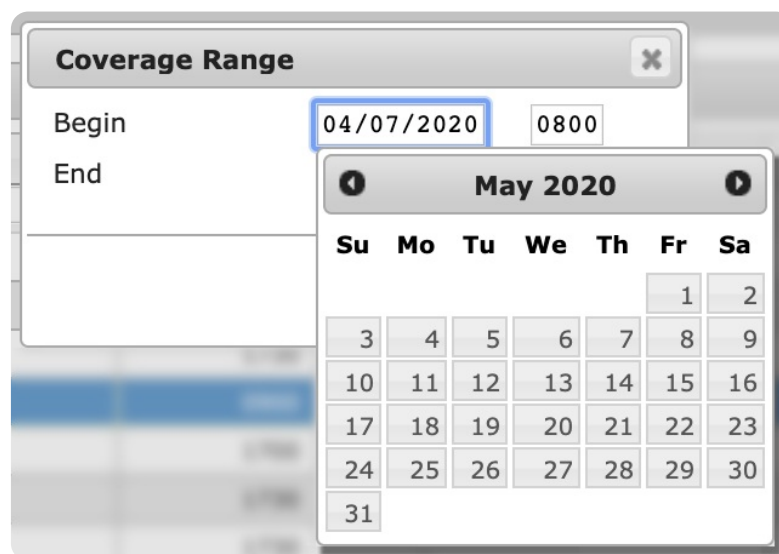 Coverage Range
Begin 04/07/2020 0800
End
May 2020
Su Mo Tu We Th Fr Sa
1 2
3 4 5 6 7 8 9
10 11 12 13 14 15 16
17 18 19 20 21 22 23
24 25 26 27 28 29 30
31